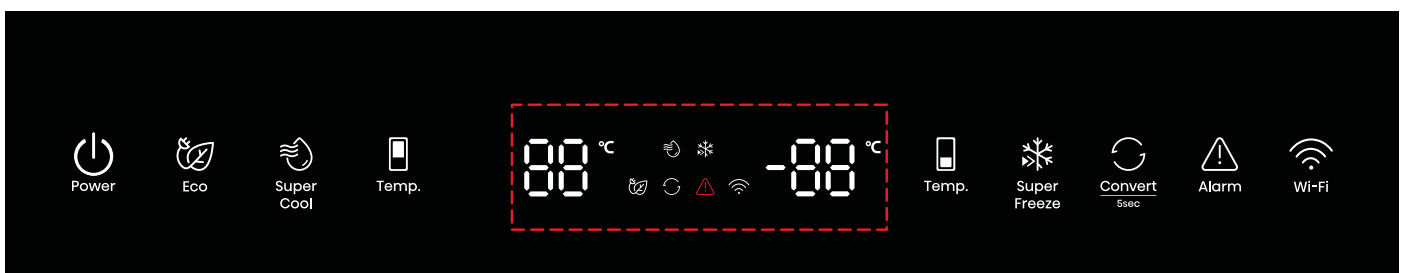 Power
Eco
Super
Cool
Temp.
88 °C
-88 °C
Temp.
Super
Freeze
Convert
5sec
Alarm
Wi-Fi